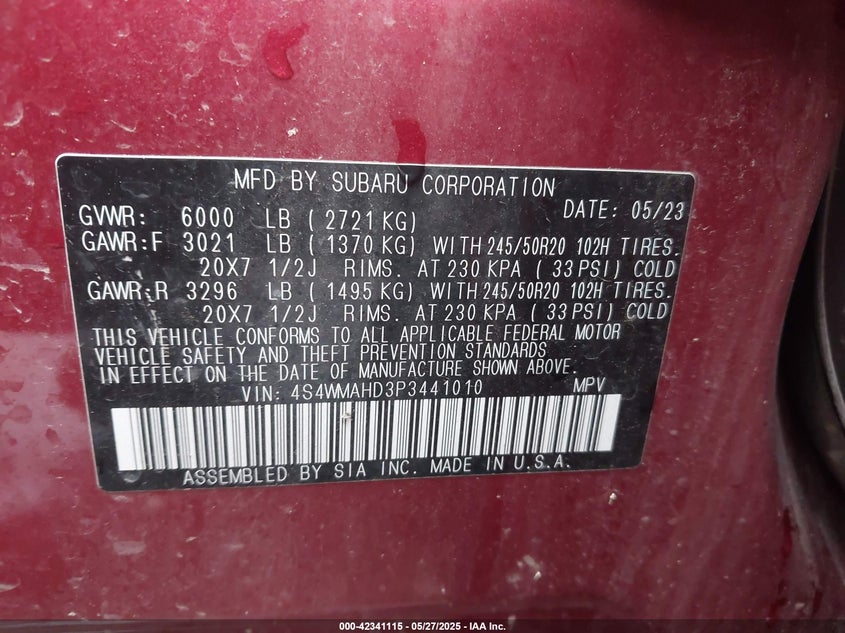 MFD BY SUBARU CORPORATION
DATE: 05/23
GVWR: 6000 LB ( 2721 KG)
GAWR:F 3021 LB ( 1370 KG) WITH 245/50R20 102H TIRES.
20X7 1/2J RIMS. AT 230 KPA ( 33 PSI) COLD
GAWR:R 3296 LB ( 1495 KG) WITH 245/50R20 102H TIRES.
20X7 1/2J RIMS. AT 230 KPA ( 33 PSI) COLD
THIS VEHICLE CONFORMS TO ALL APPLICABLE FEDERAL MOTOR
VEHICLE SAFETY AND THEFT PREVENTION STANDARDS
IN EFFECT ON THE DATE OF MANUFACTURE SHOWN ABOVE.
VIN: 4S4WMAHD3P3441010 MPV
ASSEMBLED BY SIA INC. MADE IN U.S.A.
000-42341115 - 05/27/2025 - IAA Inc.